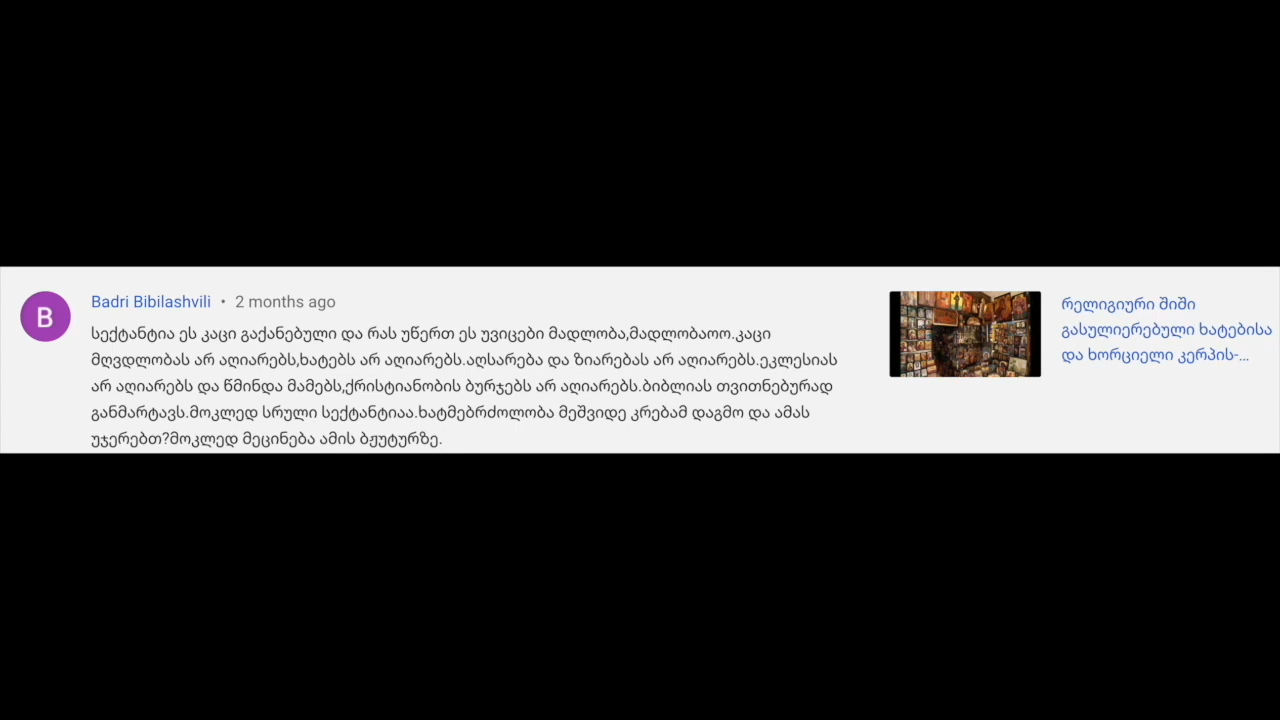 B
Badri Bibilashvili • 2 months ago
სექტანტია ეს კაცი გაქანებული და რას უწერთ ეს უვიცები მადლობა,მადლობაოო.კაცი
მღვდლობას არ აღიარებს,ხატებს არ აღიარებს.აღსარება და ზიარებას არ აღიარებს.ეკლესიას
არ აღიარებს და წმინდა მამებს,ქრისტიანობის ბურჯებს არ აღიარებს.ბიბლიას თვითნებურად
განმარტავს.მოკლედ სრული სექტანტიაა.ხატმებრძოლობა მეშვიდე კრებამ დაგმო და ამას
უჯერებთ?მოკლედ მეცინება ამის ბჟუტურზე.
რელიგიური შიში
გასულიერებული ხატებისა
და ხორციელი კერპის-...